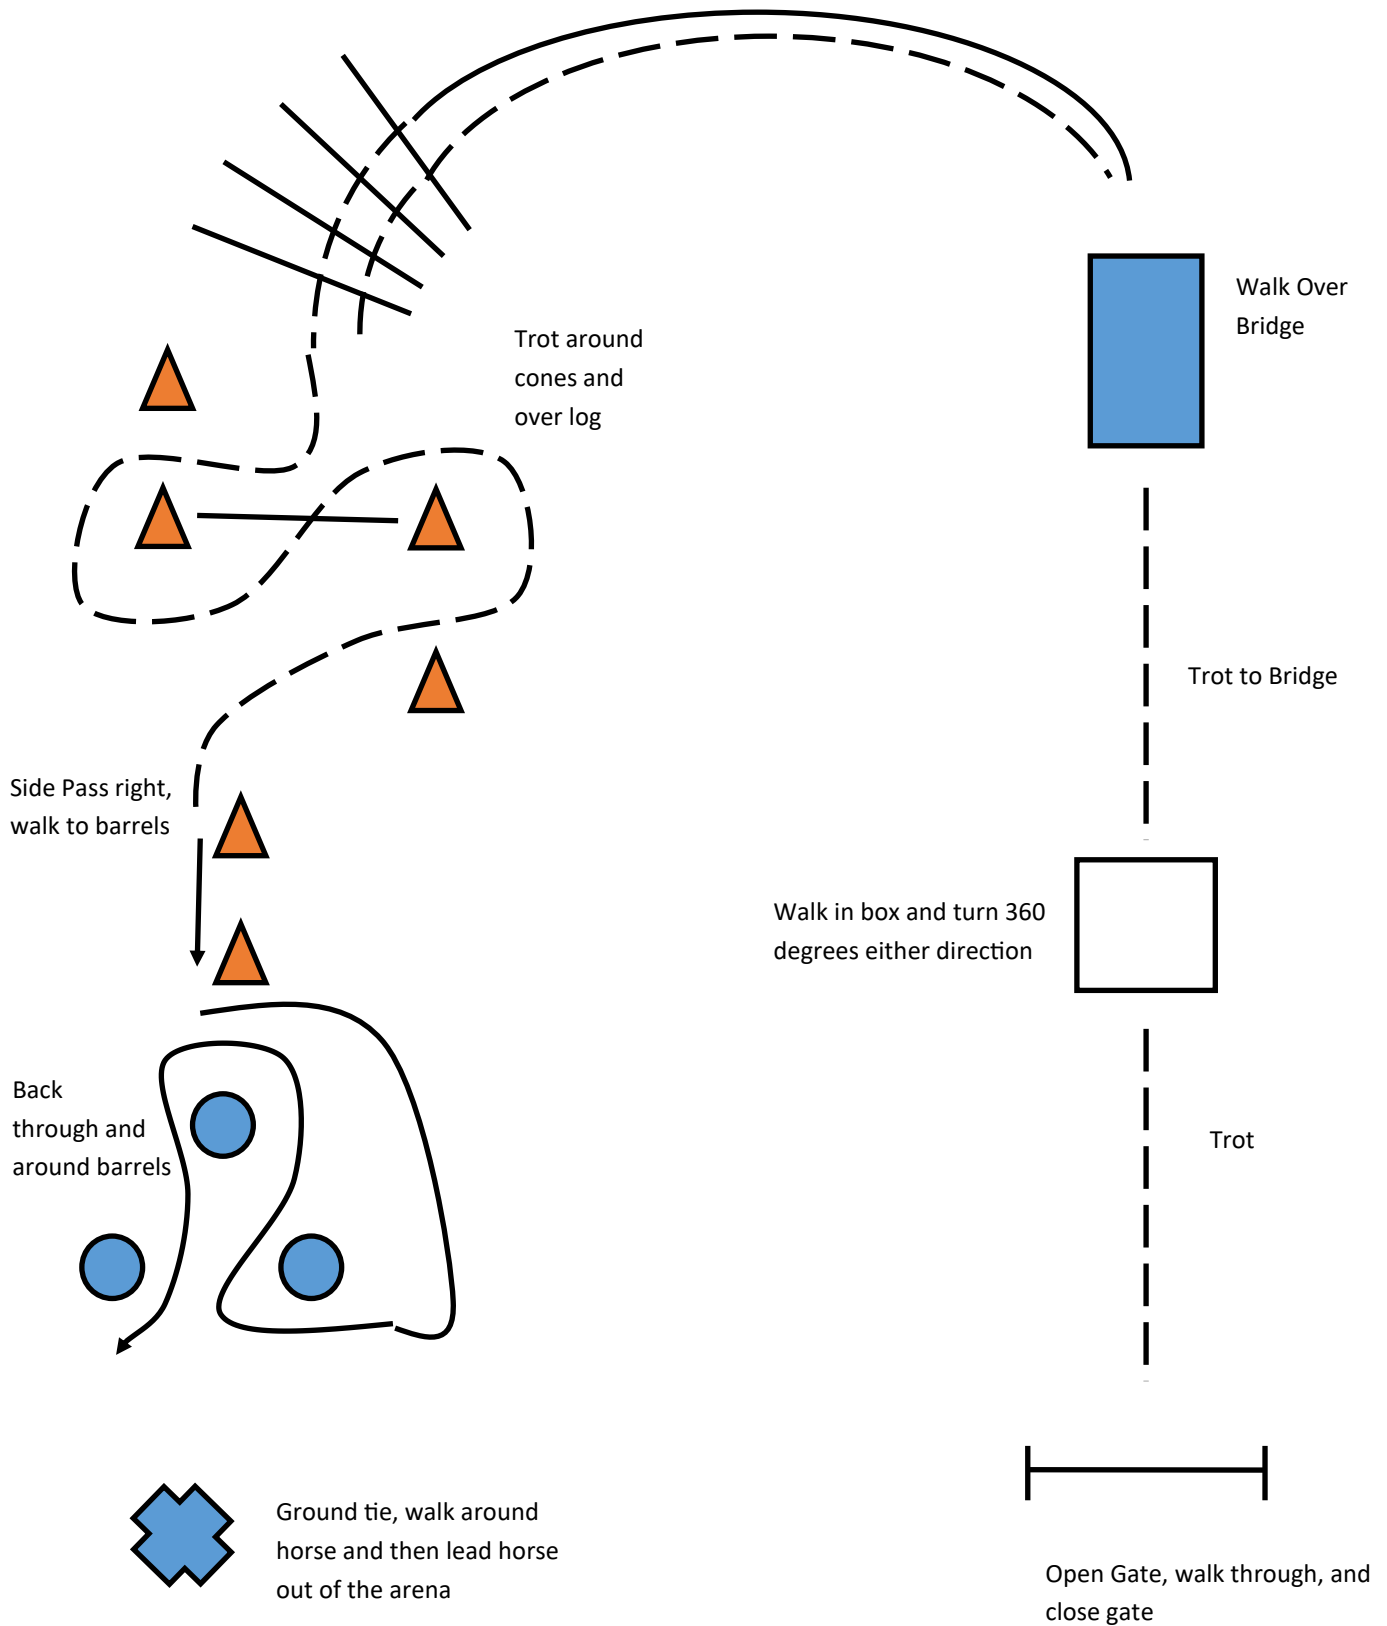 Walk Over
Bridge
Trot around
cones and
over log
Trot to Bridge
Side Pass right,
walk to barrels
Walk in box and turn 360
degrees either direction
Back
through and
around barrels
Trot
Ground tie, walk around
horse and then lead horse
out of the arena
Open Gate, walk through, and
close gate